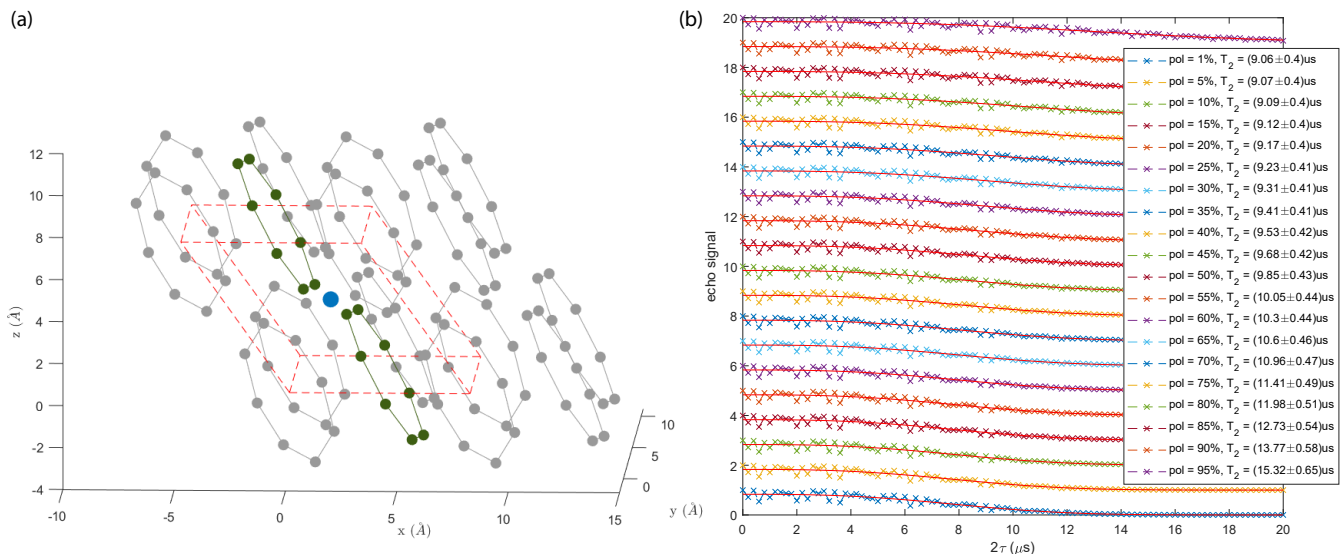 (a)
12
10
8
6
4
2
0
-2
-4
z (Å)
-10
-5
0
5
10
15
x (Å)
10
5
0
y (Å)
(b)
20
18
16
14
12
10
8
6
4
2
0
echo signal
0
2
4
6
8
10
12
14
16
18
20
2τ (μs)
pol = 1%, T2 = (9.06±0.4)us
pol = 5%, T2 = (9.07±0.4)us
pol = 10%, T2 = (9.09±0.4)us
pol = 15%, T2 = (9.12±0.4)us
pol = 20%, T2 = (9.17±0.4)us
pol = 25%, T2 = (9.23±0.41)us
pol = 30%, T2 = (9.31±0.41)us
pol = 35%, T2 = (9.41±0.41)us
pol = 40%, T2 = (9.53±0.42)us
pol = 45%, T2 = (9.68±0.42)us
pol = 50%, T2 = (9.85±0.43)us
pol = 55%, T2 = (10.05±0.44)us
pol = 60%, T2 = (10.3±0.44)us
pol = 65%, T2 = (10.6±0.46)us
pol = 70%, T2 = (10.96±0.47)us
pol = 75%, T2 = (11.41±0.49)us
pol = 80%, T2 = (11.98±0.51)us
pol = 85%, T2 = (12.73±0.54)us
pol = 90%, T2 = (13.77±0.58)us
pol = 95%, T2 = (15.32±0.65)us